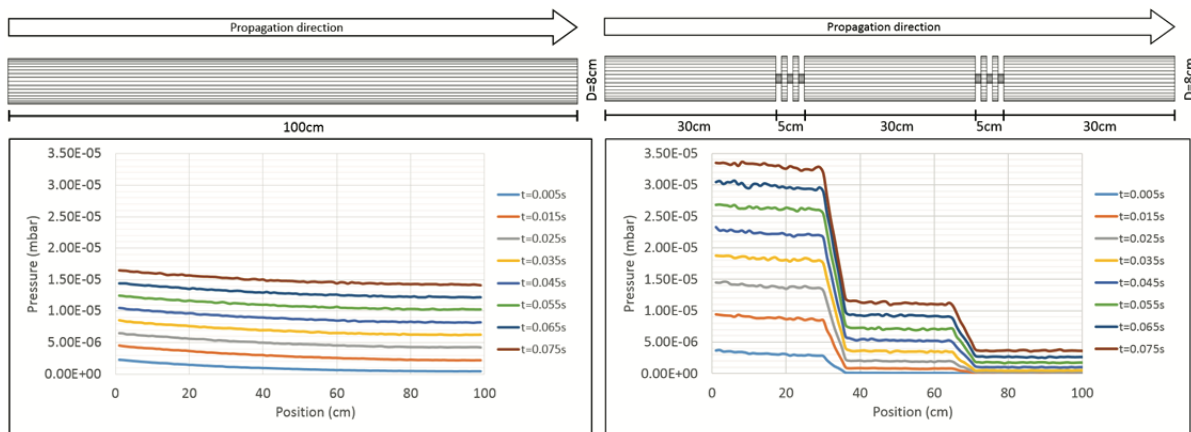 Propagation direction
D=8cm
100cm
Pressure (mbar)
3.50E-05
3.00E-05
2.50E-05
2.00E-05
1.50E-05
1.00E-05
5.00E-06
0.00E+00
0 20 40 60 80 100
Position (cm)
t=0.005s
t=0.015s
t=0.025s
t=0.035s
t=0.045s
t=0.055s
t=0.065s
t=0.075s
Propagation direction
D=8cm
30cm 5cm 30cm 5cm 30cm
Pressure (mbar)
3.50E-05
3.00E-05
2.50E-05
2.00E-05
1.50E-05
1.00E-05
5.00E-06
0.00E+00
0 20 40 60 80 100
Position (cm)
t=0.005s
t=0.015s
t=0.025s
t=0.035s
t=0.045s
t=0.055s
t=0.065s
t=0.075s